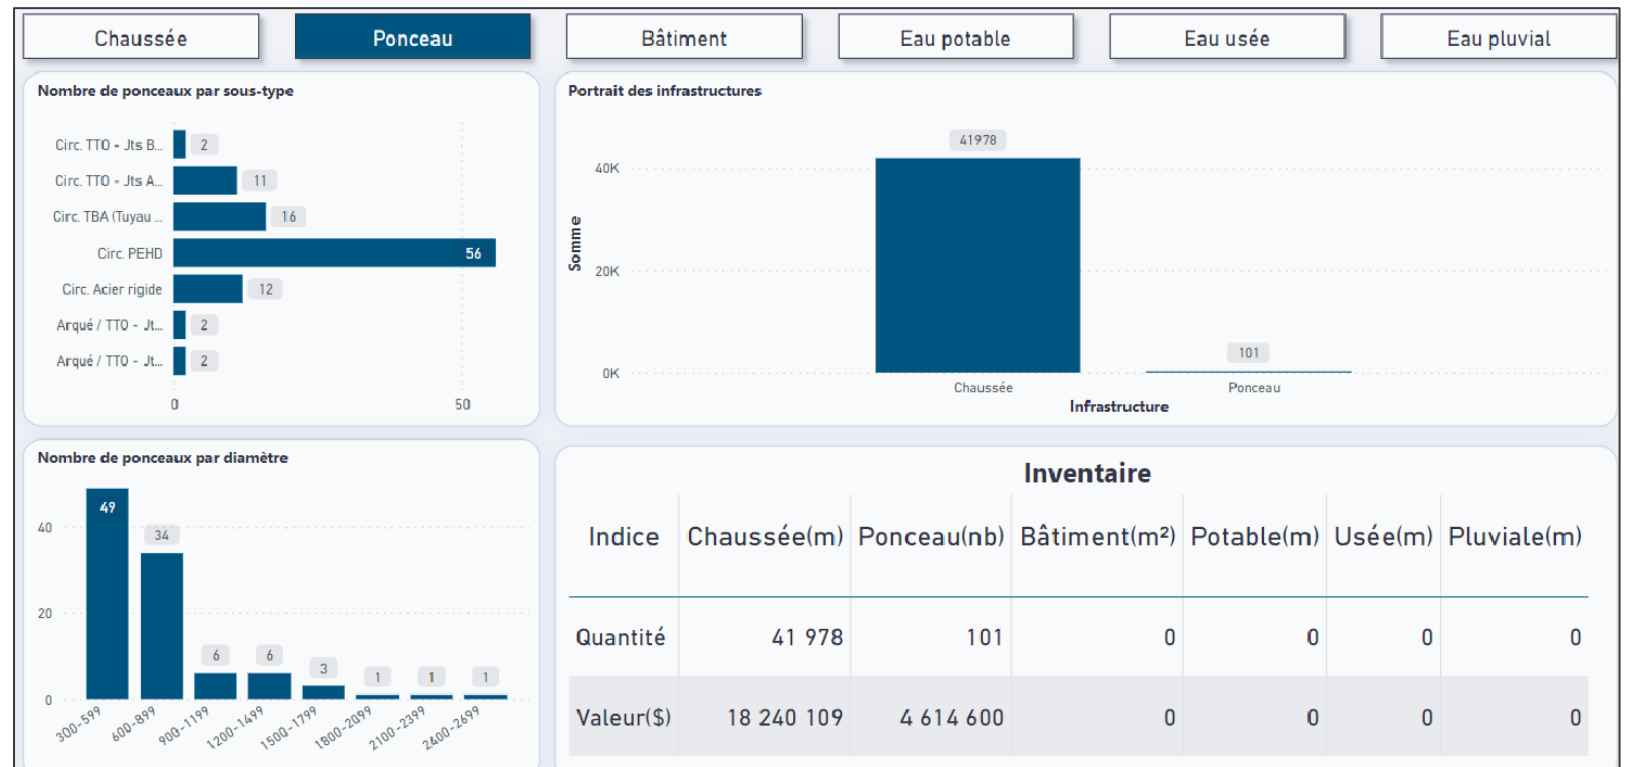 Chaussée
Ponceau
Bâtiment
Eau potable
Eau usée
Eau pluvial
Nombre de ponceaux par sous-type
Circ. TTO - Jts B... 2
Circ. TTO - Jts A... 11
Circ. TBA (Tuyau ... 16
Circ. PEHD 56
Circ. Acier rigide 12
Arqué / TTO - Jt... 2
Arqué / TTO - Jt... 2
0 50
Portrait des infrastructures
Somme
40K
20K
0K
41978
101
Chaussée Ponceau
Infrastructure
Nombre de ponceaux par diamètre
40
20
0
49 34 6 6 3 1 1 1
300-599 600-899 900-1199 1200-1499 1500-1799 1800-2099 2100-2399 2400-2699
Inventaire
Indice Chaussée(m) Ponceau(nb) Bâtiment(m²) Potable(m) Usée(m) Pluviale(m)
Quantité 41 978 101 0 0 0 0
Valeur($) 18 240 109 4 614 600 0 0 0 0